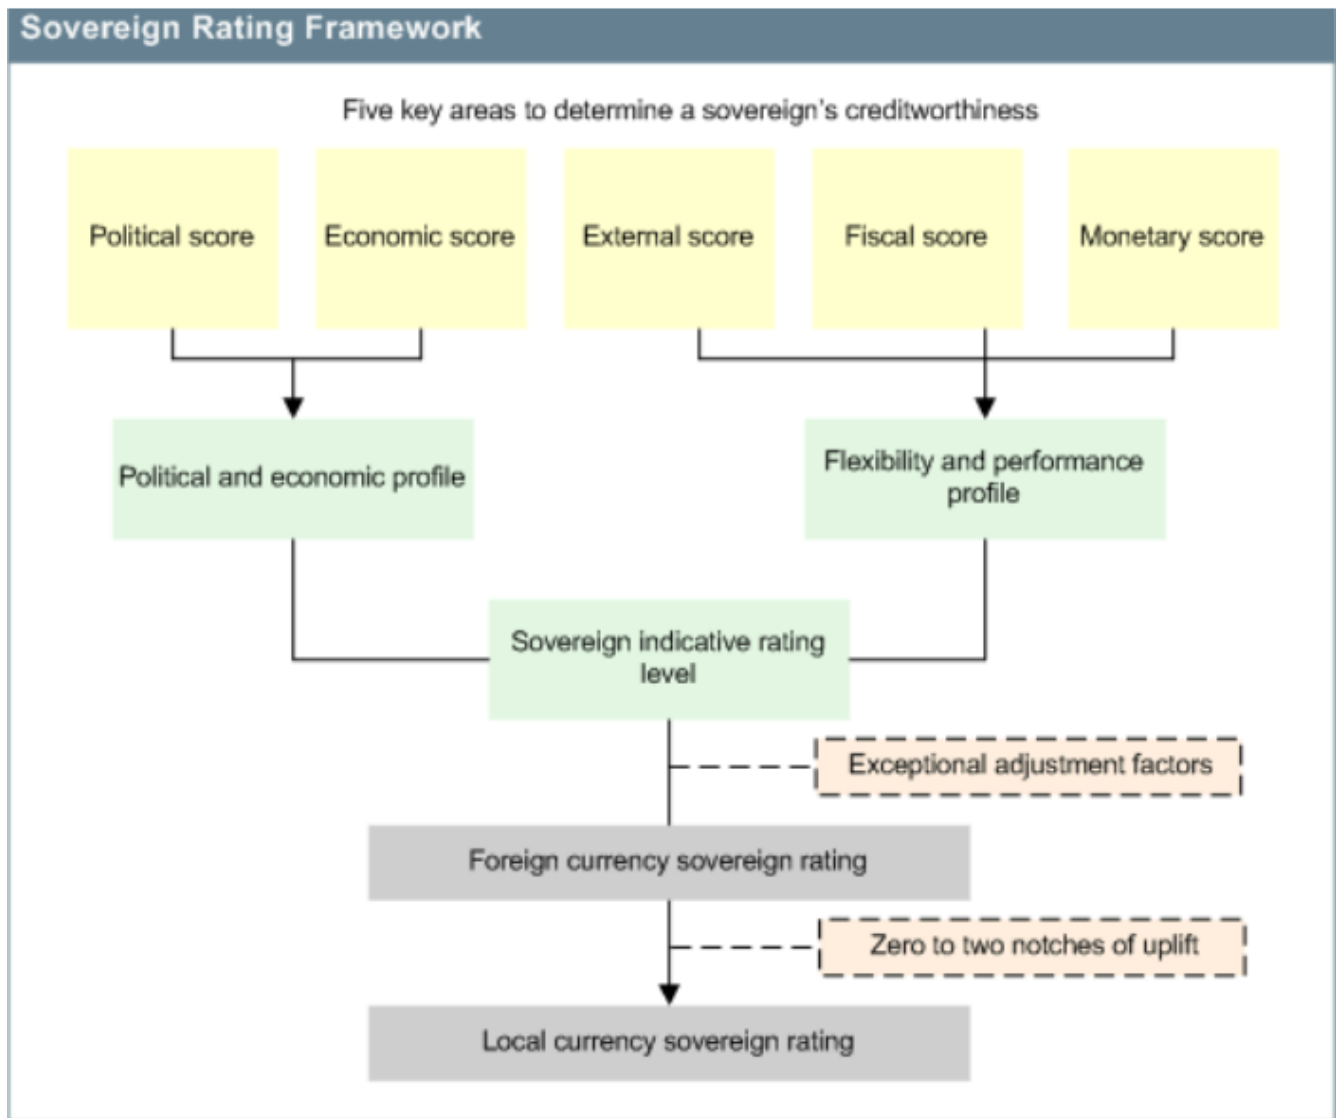 Sovereign Rating Framework
Five key areas to determine a sovereign's creditworthiness
Political score
Economic score
External score
Fiscal score
Monetary score
Political and economic profile
Flexibility and performance
profile
Sovereign indicative rating
level
Exceptional adjustment factors
Foreign currency sovereign rating
Zero to two notches of uplift
Local currency sovereign rating